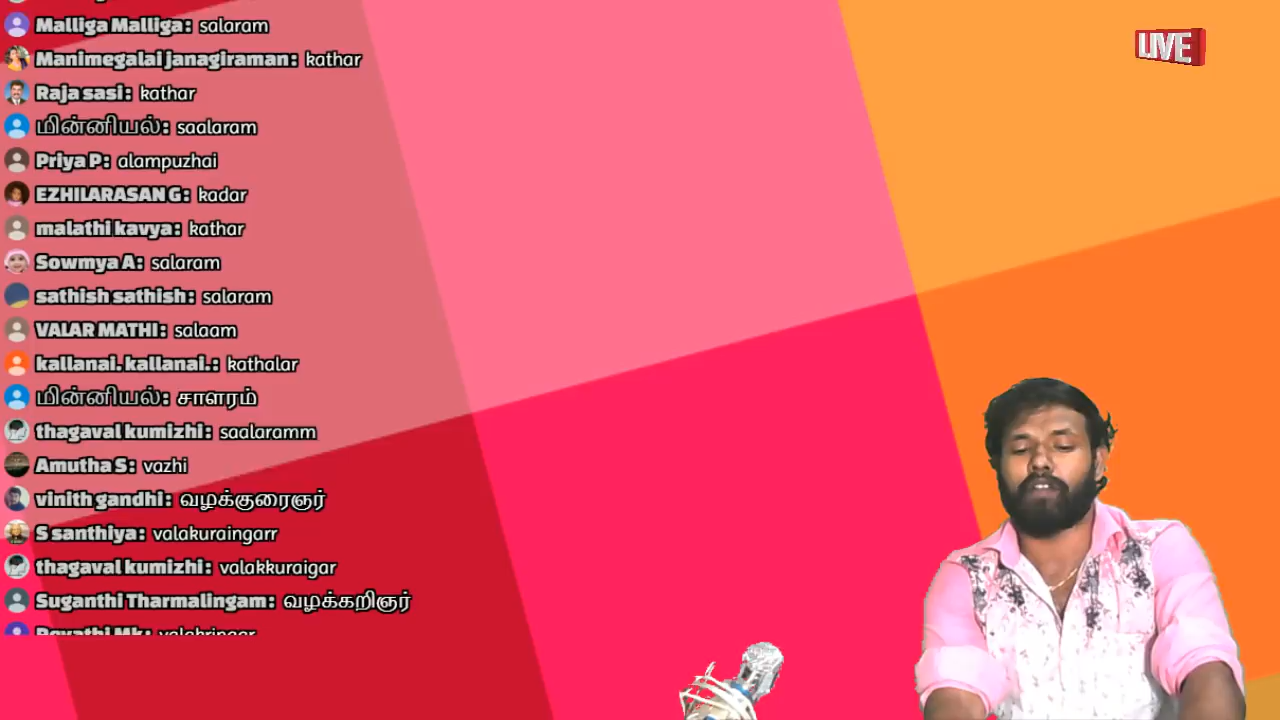 Malliga Malliga: salaram
LIVE
Manimegalai janagiraman: kathar
Raja sasi: kathar
மின்னியல்: saalaram
Priya P: alampuzhai
EZHILARASAN G: kadar
malathi kavya: kathar
Sowmya A: salaram
sathish sathish: salaram
VALAR MATHI: salaam
kallanai. kallanai.: kathalar
மின்னியல்: சாளரம்
thagaval kumizhi: saalaramm
Amutha S: vazhi
vinith gandhi: வழக்குரைஞர்
S santhiya: valakuraingarr
thagaval kumizhi: valakkuraigar
Suganthi Tharmalingam: வழக்கறிஞர்